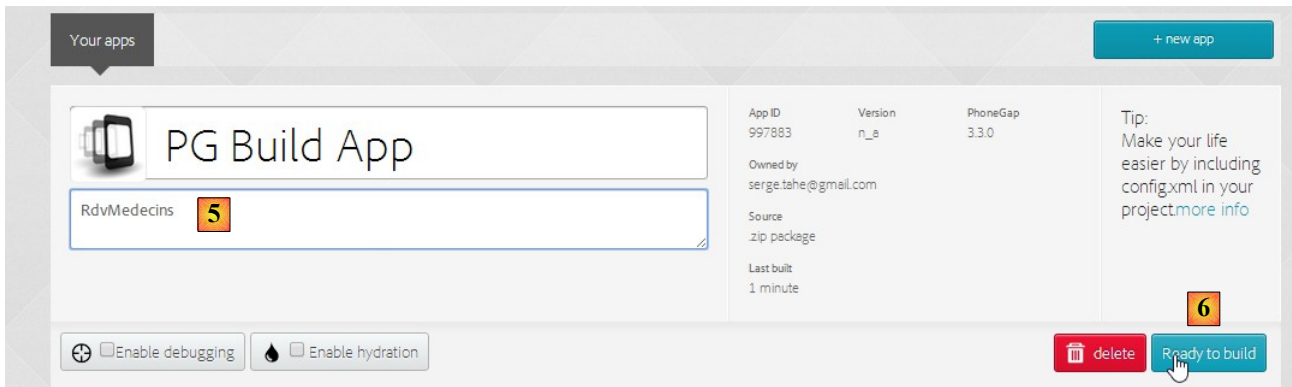 Your apps
+ new app
PG Build App
RdvMedecins
5
App ID
Version
PhoneGap
997883
n_a
3.3.0
Owned by
serge.tahe@gmail.com
Source
.zip package
Last built
1 minute
Tip:
Make your life
easier by including
config.xml in your
project.more info
6
Enable debugging
Enable hydration
delete
Ready to build